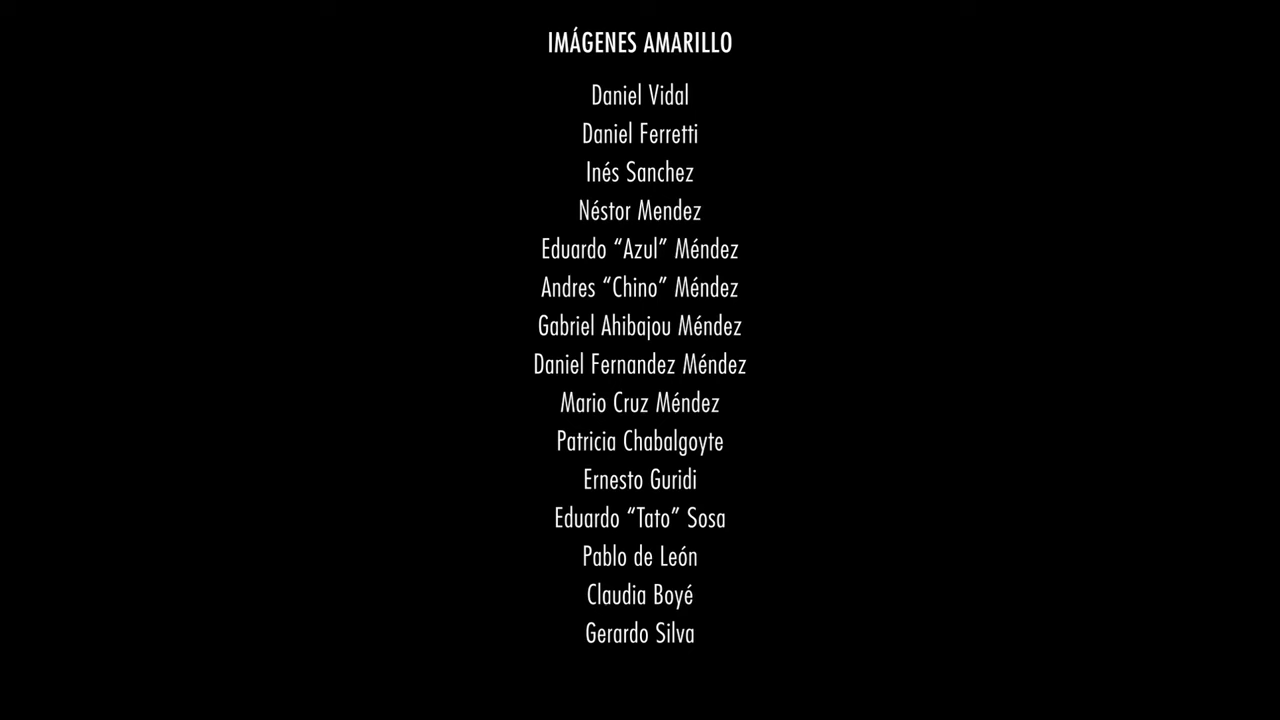 IMÁGENES AMARILLO
Daniel Vidal
Daniel Ferretti
Inés Sanchez
Néstor Mendez
Eduardo “Azul” Méndez
Andres “Chino” Méndez
Gabriel Ahibajou Méndez
Daniel Fernandez Méndez
Mario Cruz Méndez
Patricia Chabalgoyte
Ernesto Guridi
Eduardo “Tato” Sosa
Pablo de León
Claudia Boyé
Gerardo Silva